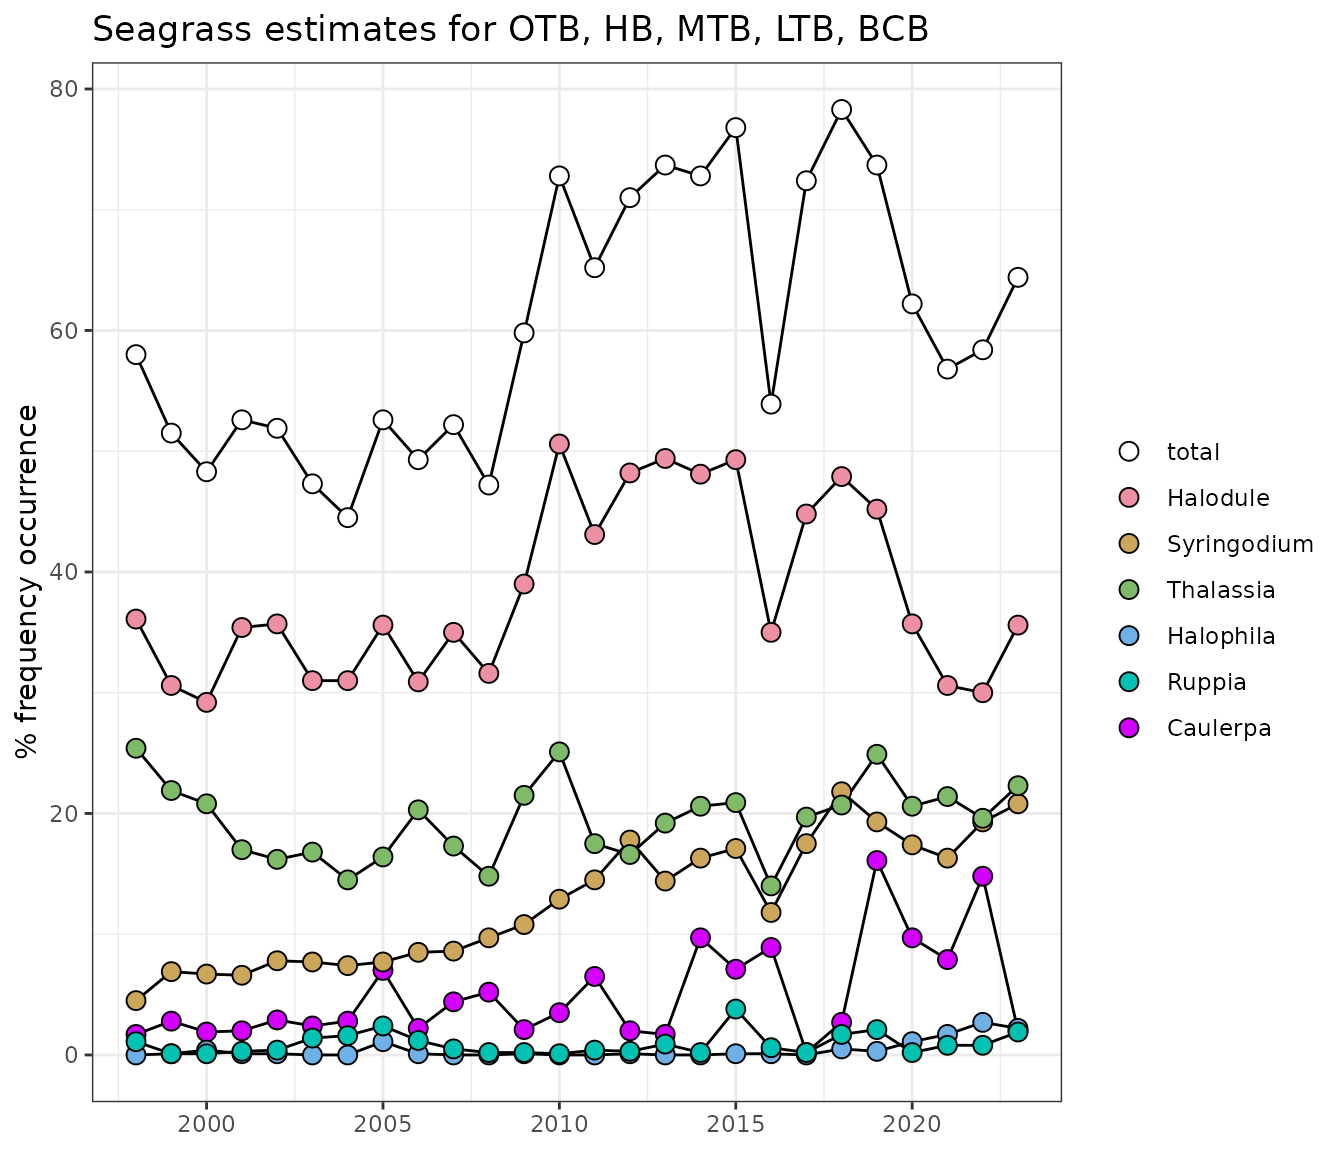 Seagrass estimates for OTB, HB, MTB, LTB, BCB
% frequency occurrence
80
60
40
20
0
2000 2005 2010 2015 2020
total
Halodule
Syringodium
Thalassia
Halophila
Ruppia
Caulerpa